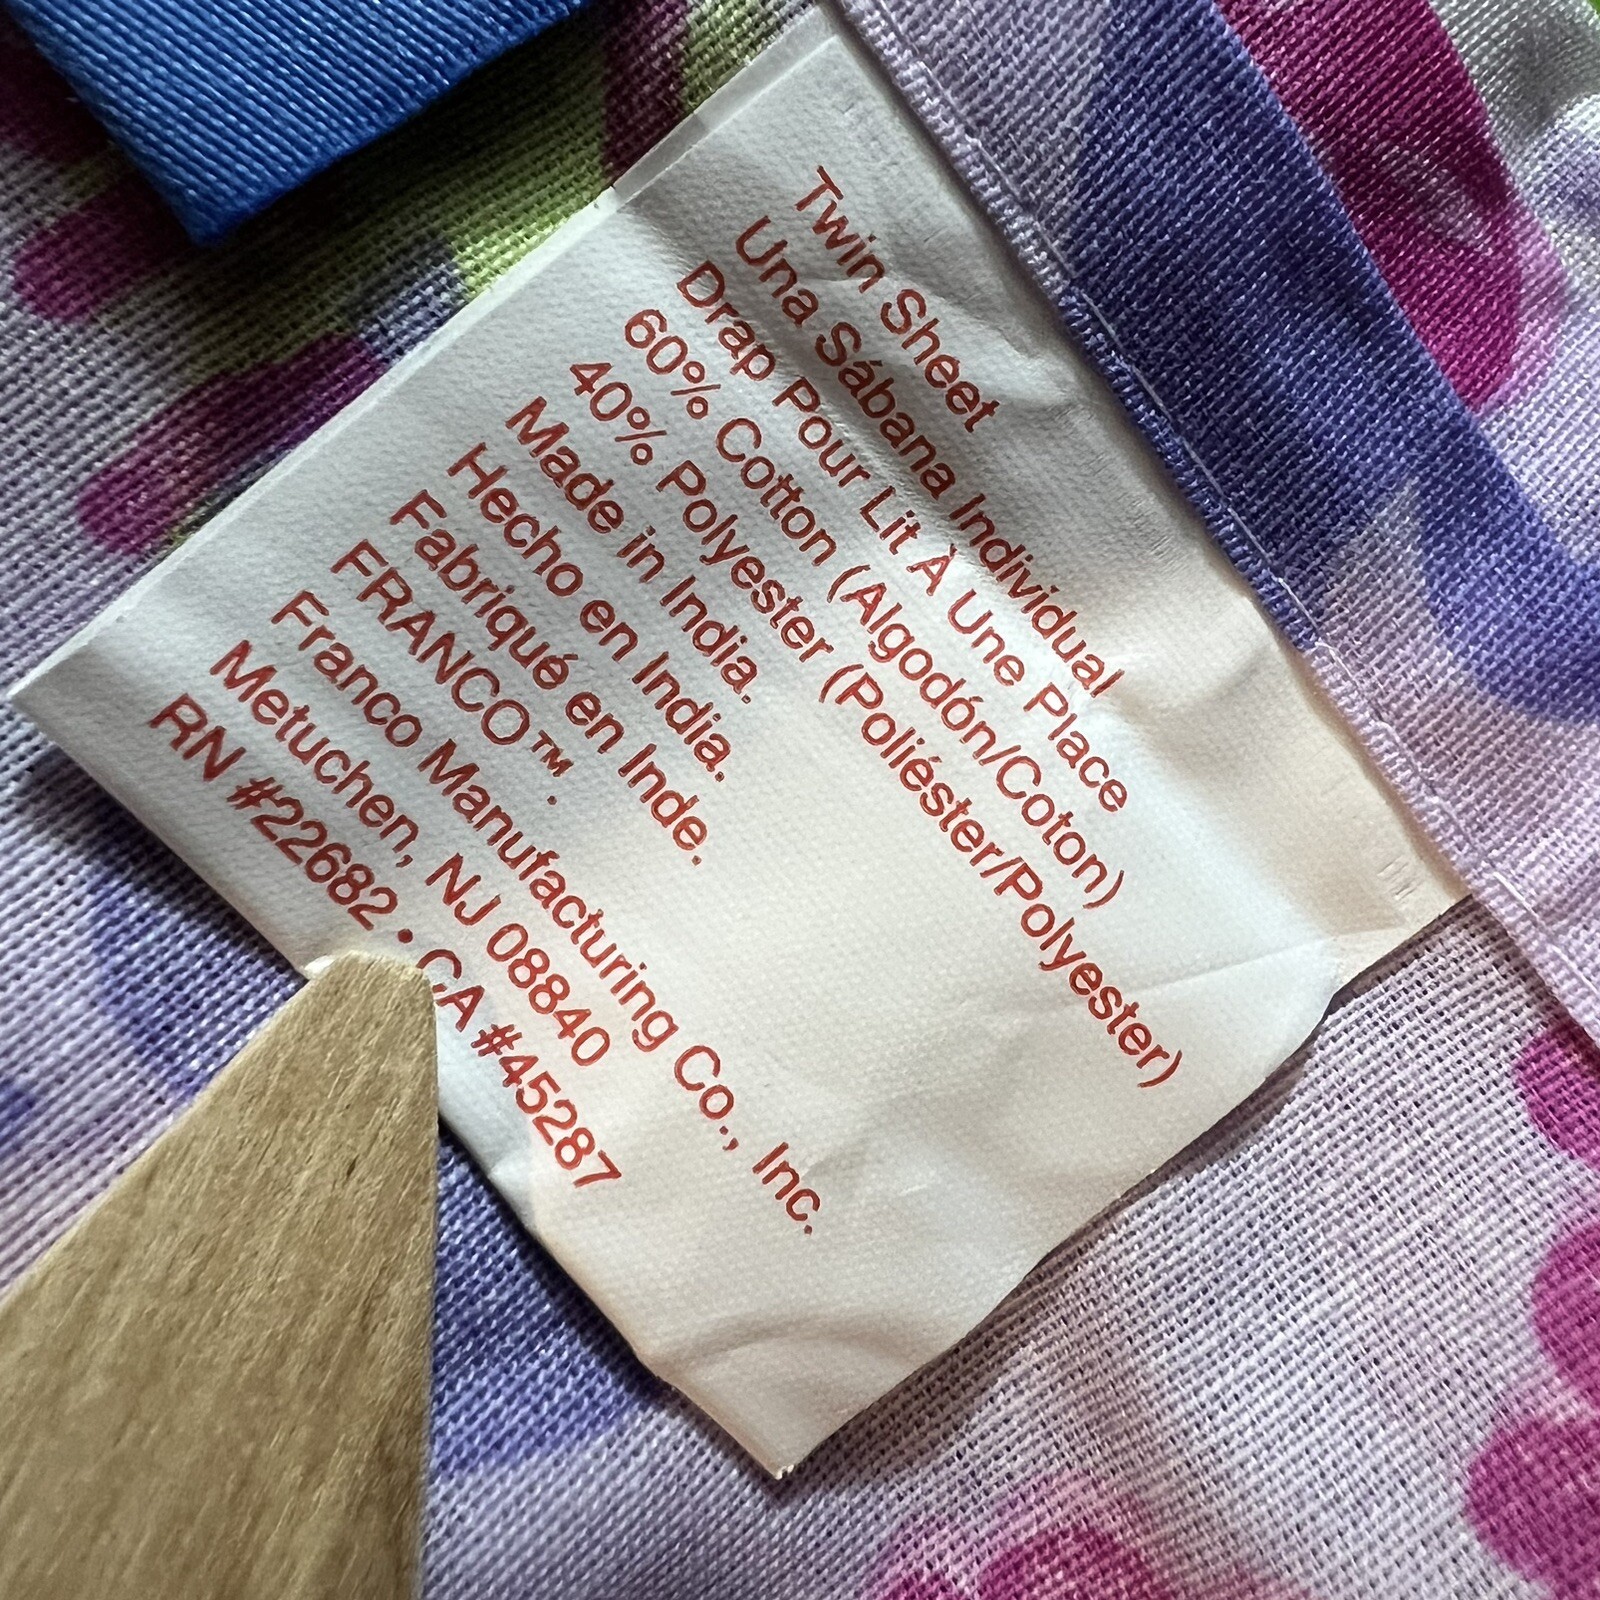 Twin Sheet
Una Sábana Individual
Drap Pour Lit À Une Place
60% Cotton (Algodón/Coton)
40% Polyester (Poliéster/Polyester)
Made in India.
Hecho en India.
Fabriqué en Inde.
FRANCO™.
Franco Manufacturing Co., Inc.
Metuchen, NJ 08840
RN #22682 • CA #45287